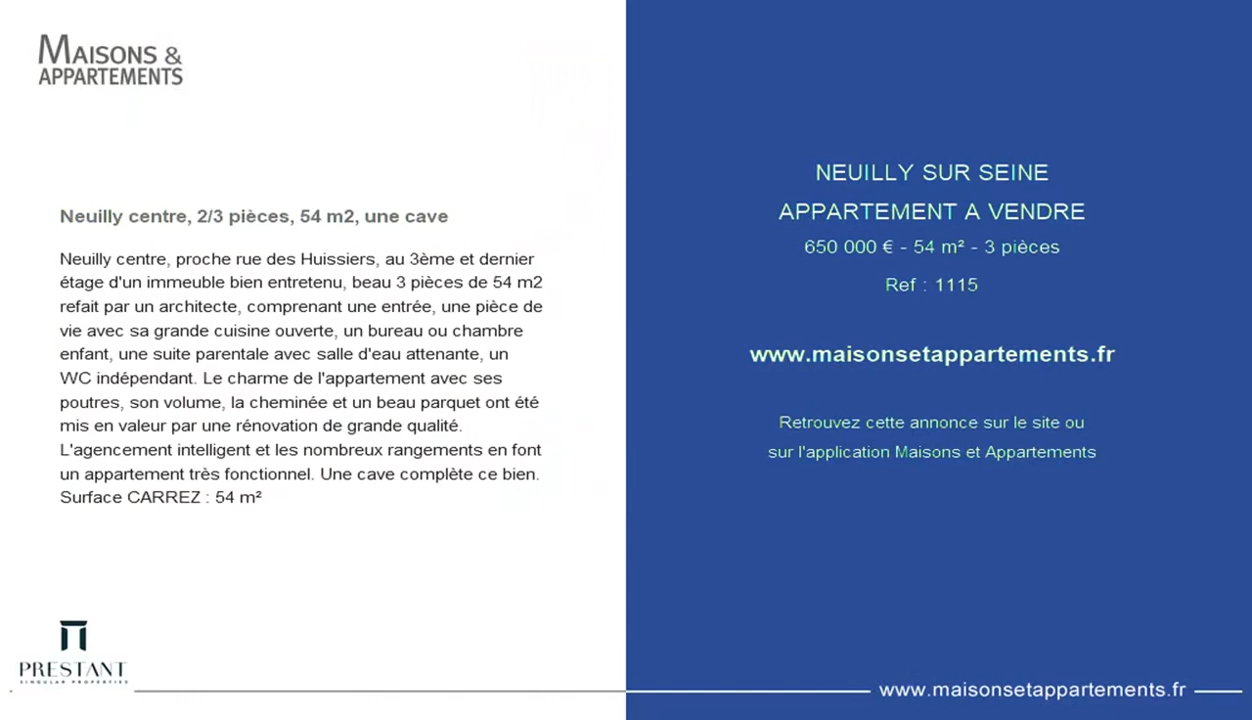 MAISONS &
APPARTEMENTS
Neuilly centre, 2/3 pièces, 54 m2, une cave
Neuilly centre, proche rue des Huissiers, au 3ème et dernier
étage d'un immeuble bien entretenu, beau 3 pièces de 54 m2
refait par un architecte, comprenant une entrée, une pièce de
vie avec sa grande cuisine ouverte, un bureau ou chambre
enfant, une suite parentale avec salle d'eau attenante, un
WC indépendant. Le charme de l'appartement avec ses
poutres, son volume, la cheminée et un beau parquet ont été
mis en valeur par une rénovation de grande qualité.
L'agencement intelligent et les nombreux rangements en font
un appartement très fonctionnel. Une cave complète ce bien.
Surface CARREZ : 54 m²
PRESTANT
SINGULAR PROPERTIES
NEUILLY SUR SEINE
APPARTEMENT A VENDRE
650 000 € - 54 m² - 3 pièces
Ref : 1115
www.maisonsetappartements.fr
Retrouvez cette annonce sur le site ou
sur l'application Maisons et Appartements
www.maisonsetappartements.fr